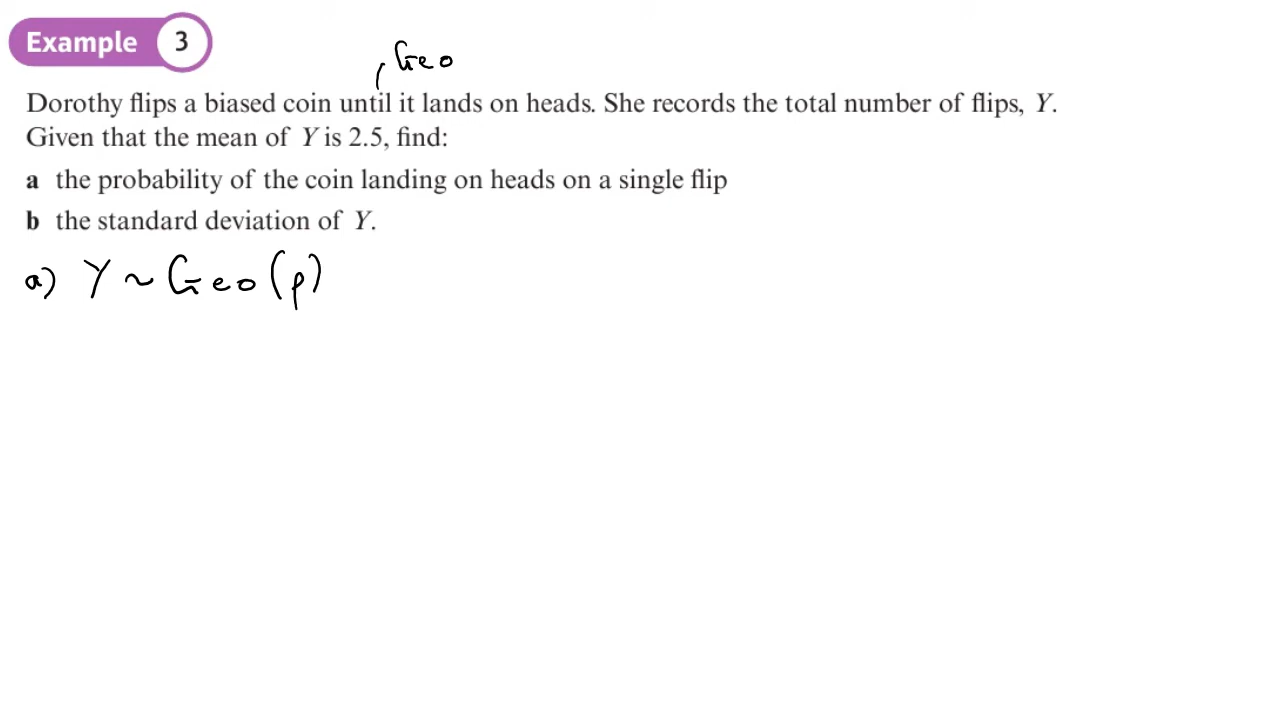 Example 3
Geo
Dorothy flips a biased coin until it lands on heads. She records the total number of flips, Y.
Given that the mean of Y is 2.5, find:
a the probability of the coin landing on heads on a single flip
b the standard deviation of Y.
a) Y ~ Geo(p)